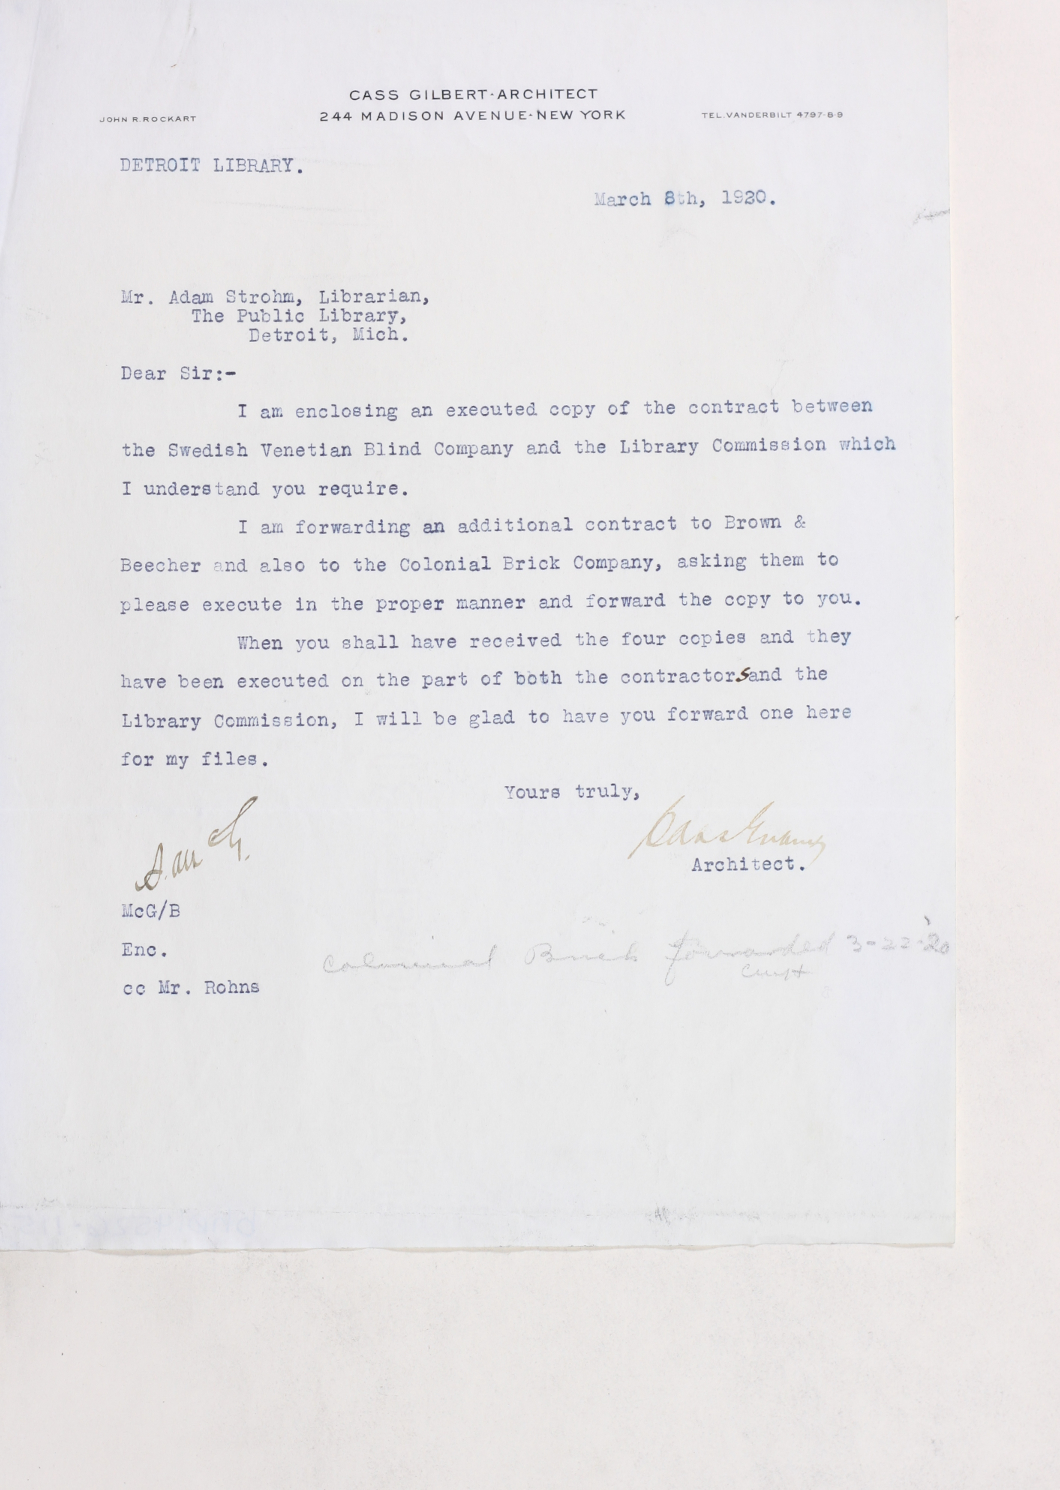 CASS GILBERT-ARCHITECT
JOHN R. ROCKART
244 MADISON AVENUE-NEW YORK
TEL. VANDERBILT 4797-8-9
DETROIT LIBRARY.
March 8th, 1920.
Mr. Adam Strohm, Librarian,
The Public Library,
Detroit, Mich.
Dear Sir:-
I am enclosing an executed copy of the contract between
the Swedish Venetian Blind Company and the Library Commission which
I understand you require.
I am forwarding an additional contract to Brown &
Beecher and also to the Colonial Brick Company, asking them to
please execute in the proper manner and forward the copy to you.
When you shall have received the four copies and they
have been executed on the part of both the contractors and the
Library Commission, I will be glad to have you forward one here
for my files.
Yours truly,
Cass Gilbert
Architect.
McG/B
Enc.
Colonial Brick forwarded 3-22-20
cc Mr. Rohns